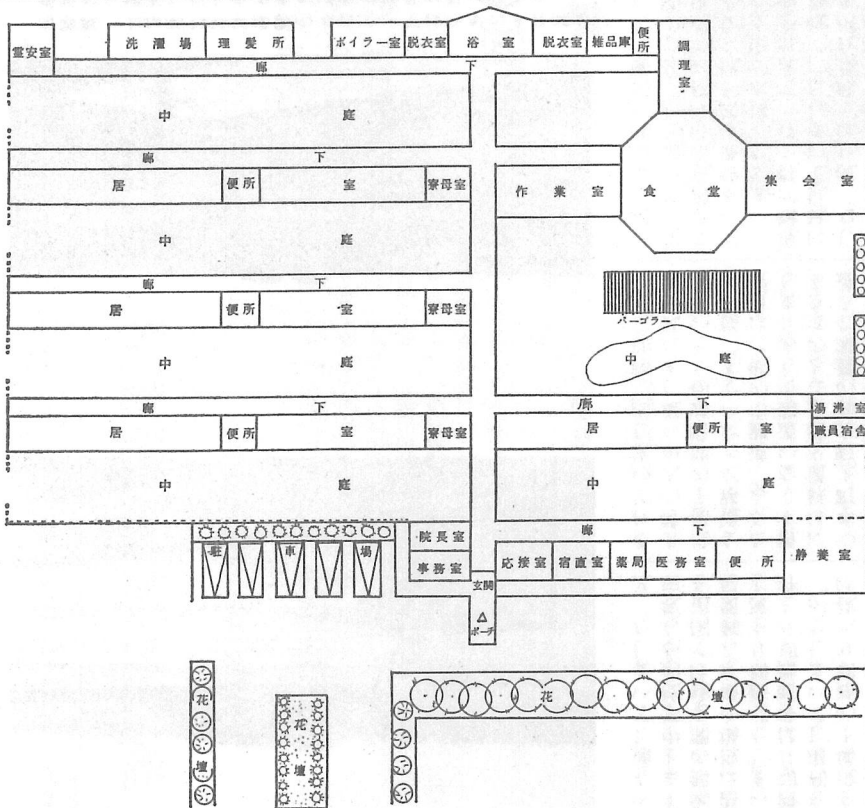 霊安室 洗濯場 理髪所 ボイラー室 脱衣室 浴室 脱衣室 雑品庫 便所 調理室
廊下
中庭
廊下
居 便所 室 寮母室 作業室 食堂 集会室
中庭
廊下
居 便所 室 寮母室
パーゴラー
中庭 中庭
廊下 廊下 湯沸室
居 便所 室 寮母室 居 便所 室 職員宿舎
中庭 中庭
院長室 廊下
駐車場
事務室 玄関 応接室 宿直室 薬局 医務室 便所 静養室
ポーチ
花壇 花壇 花壇